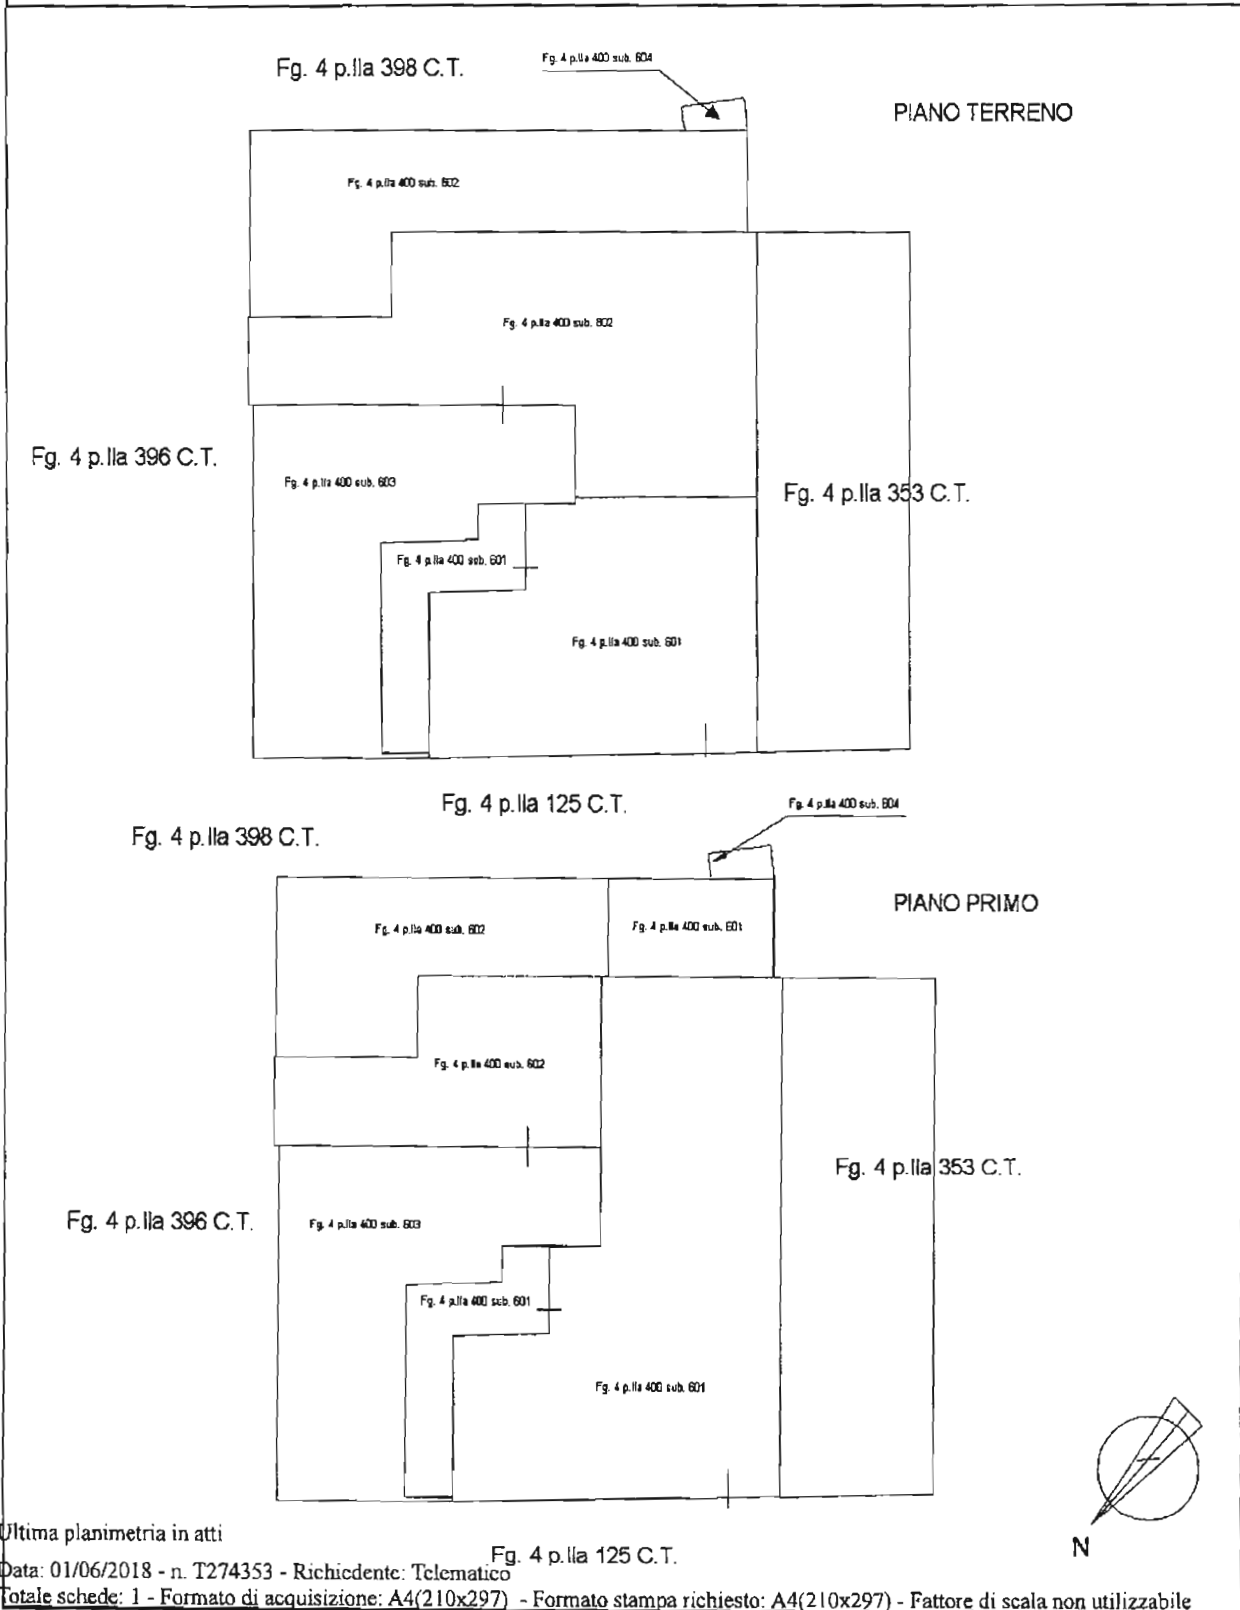 Fg. 4 p.lla 398 C.T.
Fg. 4 p.lla 400 sub. 604
PIANO TERRENO
Fg. 4 p.lla 400 sub. 602
Fg. 4 p.lla 400 sub. 602
Fg. 4 p.lla 396 C.T.
Fg. 4 p.lla 400 sub. 603
Fg. 4 p.lla 353 C.T.
Fg. 4 p.lla 400 sub. 601
Fg. 4 p.lla 400 sub. 601
Fg. 4 p.lla 125 C.T.
Fg. 4 p.lla 400 sub. 604
Fg. 4 p.lla 398 C.T.
PIANO PRIMO
Fg. 4 p.lla 400 sub. 602
Fg. 4 p.lla 400 sub. 601
Fg. 4 p.lla 400 sub. 602
Fg. 4 p.lla 353 C.T.
Fg. 4 p.lla 396 C.T.
Fg. 4 p.lla 400 sub. 603
Fg. 4 p.lla 400 sub. 601
Fg. 4 p.lla 400 sub. 601
N
Ultima planimetria in atti
Fg. 4 p.lla 125 C.T.
Data: 01/06/2018 - n. T274353 - Richiedente: Telematico
Totale schede: 1 - Formato di acquisizione: A4(210x297) - Formato stampa richiesto: A4(210x297) - Fattore di scala non utilizzabile